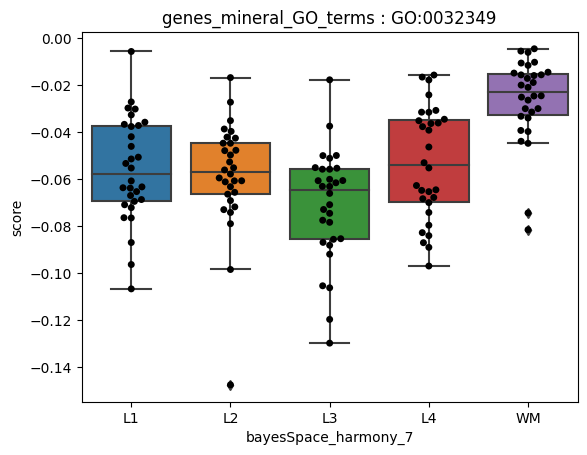 genes_mineral_GO_terms : GO:0032349
0.00
−0.02
−0.04
−0.06
−0.08
−0.10
−0.12
−0.14
score
L1 L2 L3 L4 WM
bayesSpace_harmony_7